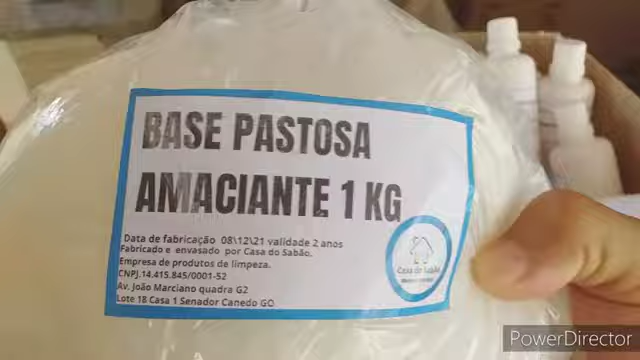 BASE PASTOSA
AMACIANTE 1 KG
Data de fabricação 08\12\21 validade 2 anos
Fabricado e envasado por Casa do Sabão.
Empresa de produtos de limpeza.
CNPJ.14.415.845/0001-52
Av. João Marciano quadra G2
Lote 18 Casa 1 Senador Canedo GO
Casa do Sabão
PowerDirector